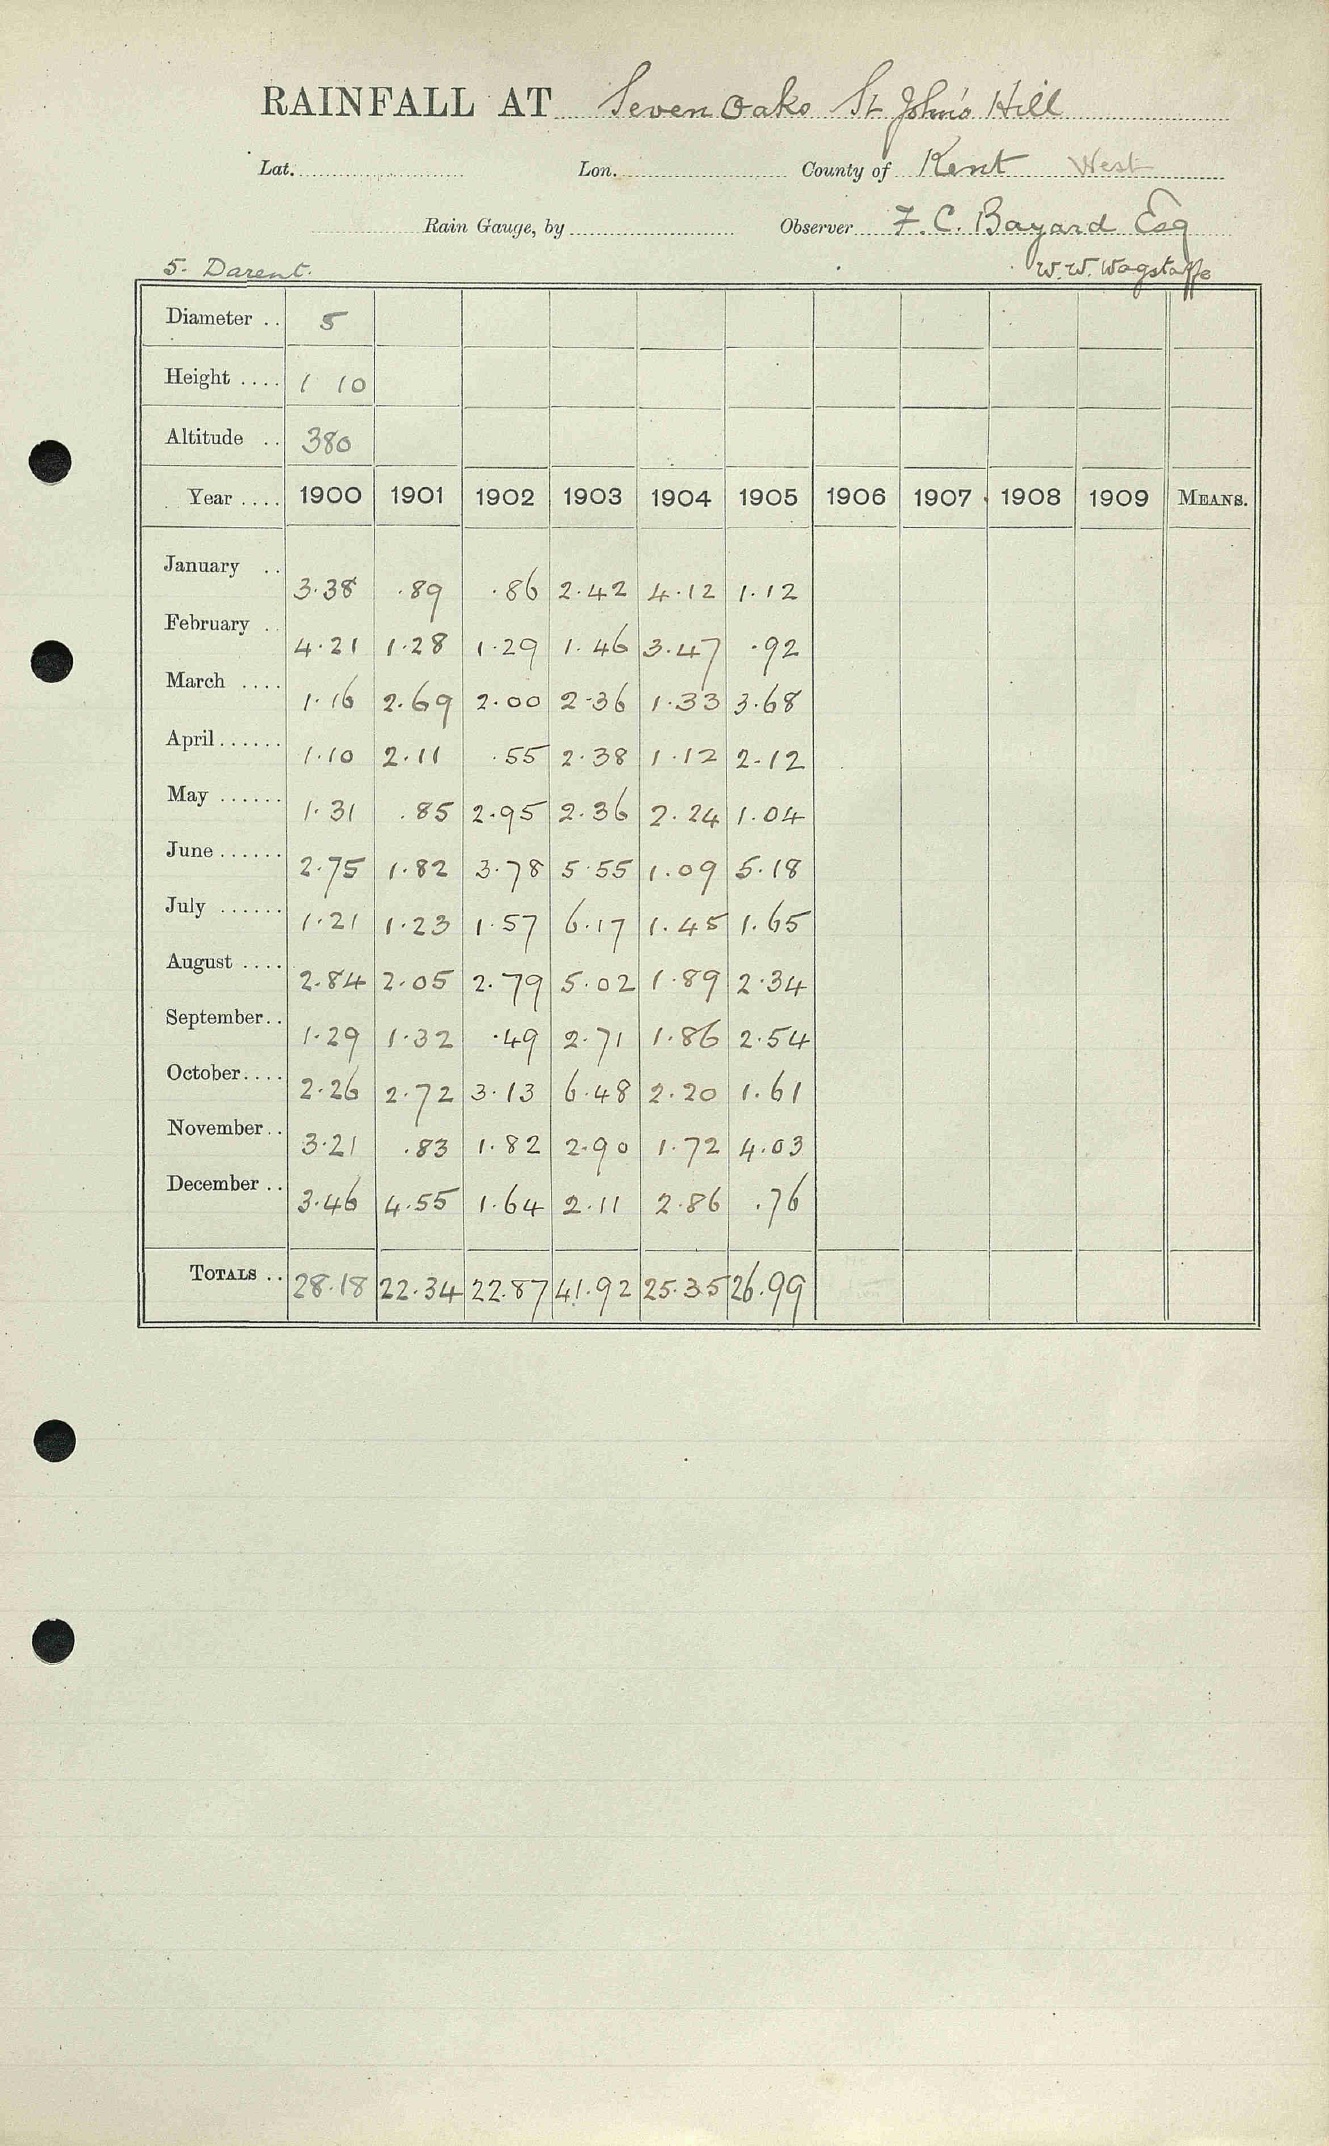 RAINFALL AT Seven Oaks St John's Hill
Lat. Lon. County of Kent West
Rain Gauge, by Observer F. C. Bayard Esq
5. Darent. W. W. Wagstaffe
Diameter .. 5
Height .... 1 10
Altitude .. 380
Year .... 1900 1901 1902 1903 1904 1905 1906 1907 1908 1909 MEANS.
January .. 3.38 .89 .86 2.42 4.12 1.12
February .. 4.21 1.28 1.29 1.46 3.47 .92
March .... 1.16 2.69 2.00 2.36 1.33 3.68
April ...... 1.10 2.11 .55 2.38 1.12 2.12
May ...... 1.31 .85 2.95 2.36 2.24 1.04
June ...... 2.75 1.82 3.78 5.55 1.09 5.18
July ...... 1.21 1.23 1.57 6.17 1.45 1.65
August .... 2.84 2.05 2.79 5.02 1.89 2.34
September.. 1.29 1.32 .49 2.71 1.86 2.54
October.... 2.26 2.72 3.13 6.48 2.20 1.61
November.. 3.21 .83 1.82 2.90 1.72 4.03
December .. 3.46 4.55 1.64 2.11 2.86 .76
TOTALS .. 28.18 22.34 22.87 41.92 25.35 26.99